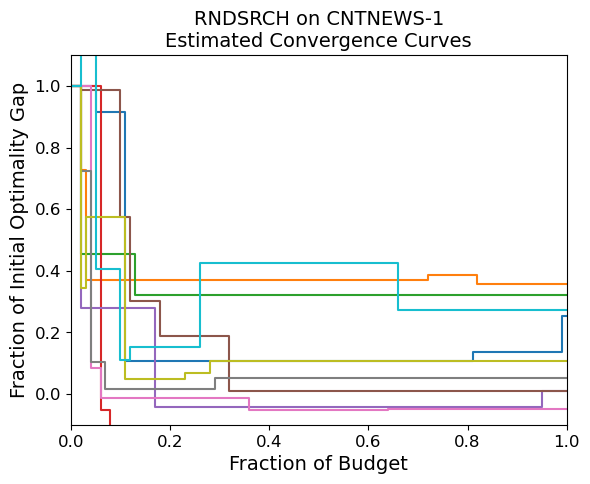 RNDSRCH on CNTNEWS-1
Estimated Convergence Curves
Fraction of Initial Optimality Gap
1.0
0.8
0.6
0.4
0.2
0.0
0.0 0.2 0.4 0.6 0.8 1.0
Fraction of Budget